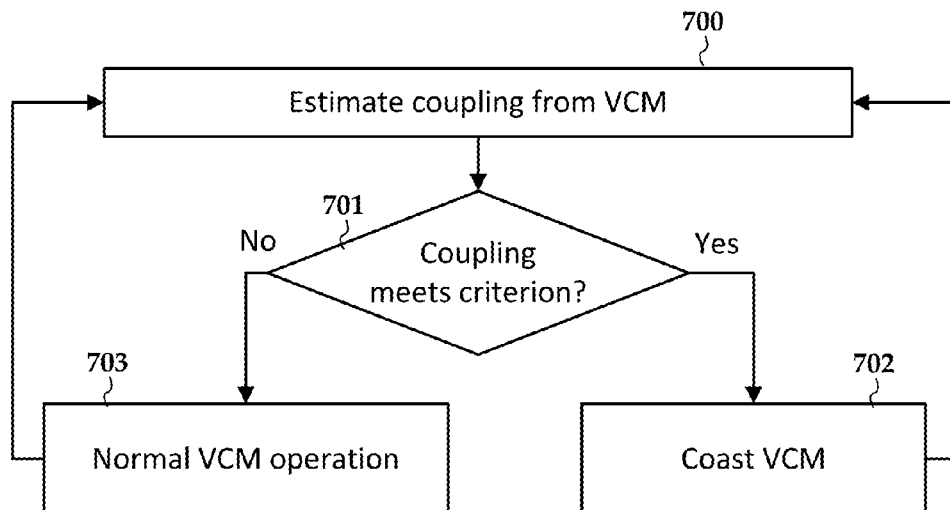 700
Estimate coupling from VCM
701
No
Yes
Coupling
meets criterion?
703
702
Normal VCM operation
Coast VCM